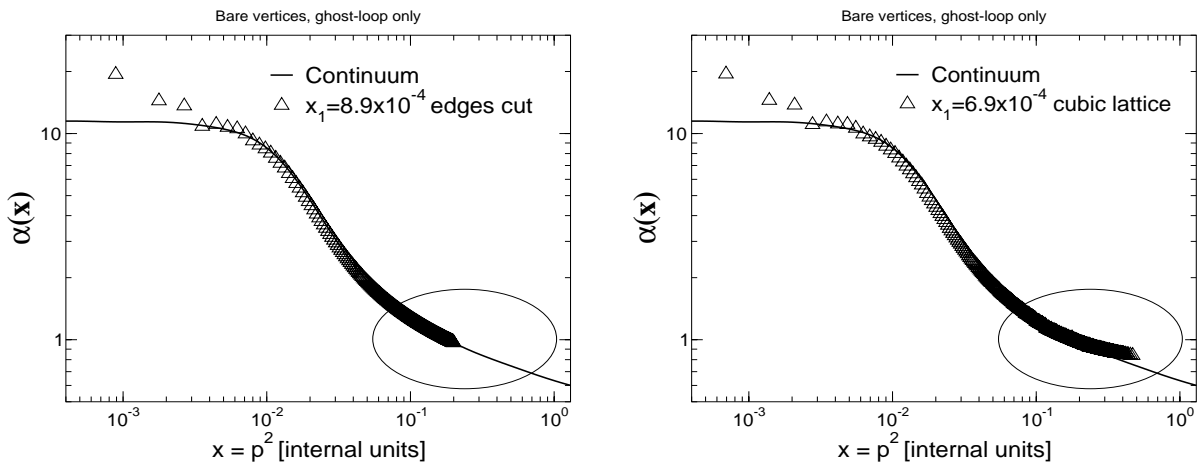 Bare vertices, ghost-loop only
10
1
α(x)
Continuum
x_1=8.9x10^-4 edges cut
10^-3 10^-2 10^-1 10^0
x = p^2 [internal units]
Bare vertices, ghost-loop only
10
1
α(x)
Continuum
x_1=6.9x10^-4 cubic lattice
10^-3 10^-2 10^-1 10^0
x = p^2 [internal units]